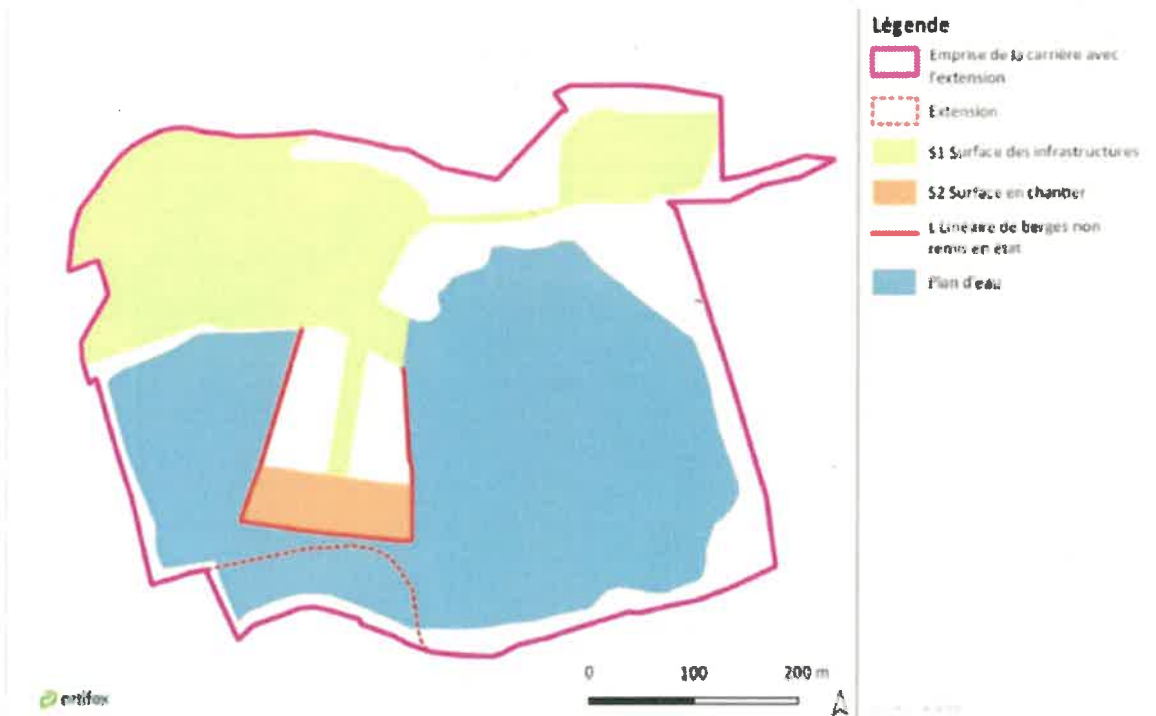 Légende
Emprise de la carrière avec
l'extension
Extension
S1 Surface des infrastructures
S2 Surface en chantier
L Linéaire de berges non
remis en état
Plan d'eau
0 100 200 m
artifex